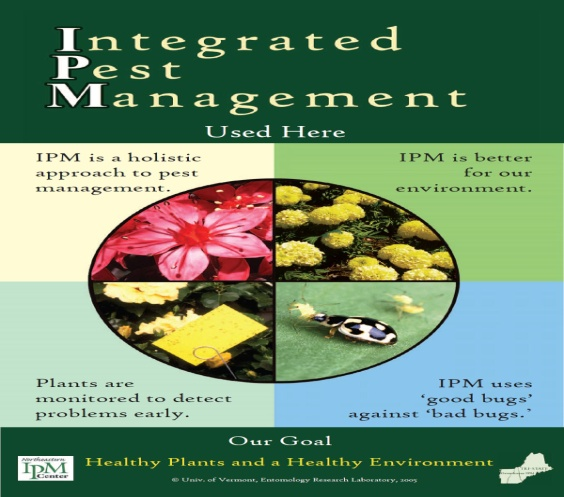 Integrated
Pest
Management
Used Here
IPM is a holistic
approach to pest
management.
IPM is better
for our
environment.
Plants are
monitored to detect
problems early.
IPM uses
‘good bugs’
against ‘bad bugs.’
Our Goal
Healthy Plants and a Healthy Environment
Northeastern
IPM
Center
© Univ. of Vermont, Entomology Research Laboratory, 2005